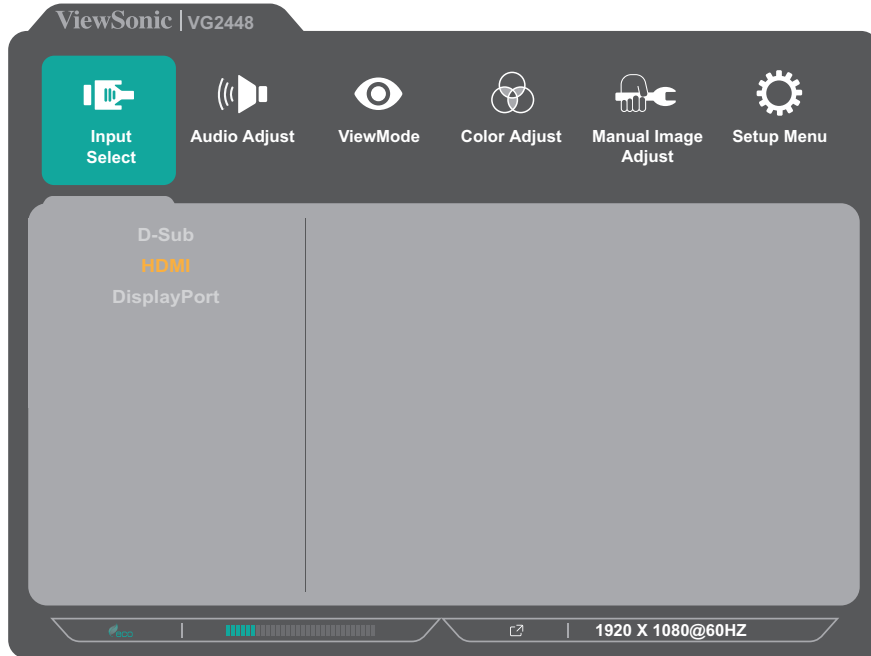 ViewSonic | VG2448
Input
Select
Audio Adjust
ViewMode
Color Adjust
Manual Image
Adjust
Setup Menu
D-Sub
HDMI
DisplayPort
eco
1920 X 1080@60HZ